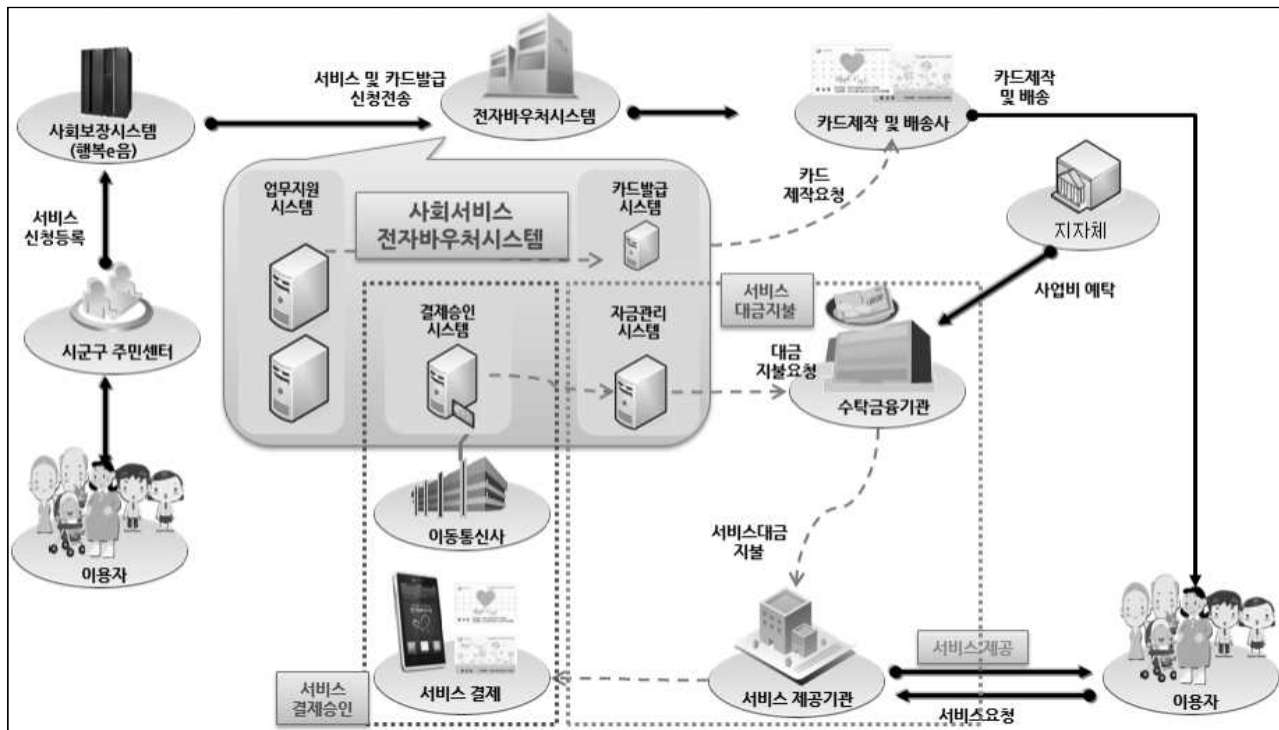 서비스 및 카드발급
신청전송
전자바우처시스템
카드제작
및 배송
사회보장시스템
(행복e음)
카드제작 및 배송사
업무지원
시스템
사회서비스
전자바우처시스템
카드발급
시스템
카드
제작요청
지자체
서비스
신청등록
서비스
대금지불
사업비 예탁
결제승인
시스템
자금관리
시스템
대금
지불요청
시군구 주민센터
수탁금융기관
이동통신사
서비스대금
지불
이용자
서비스 제공
서비스
결제승인
서비스 결제
서비스 제공기관
서비스요청
이용자